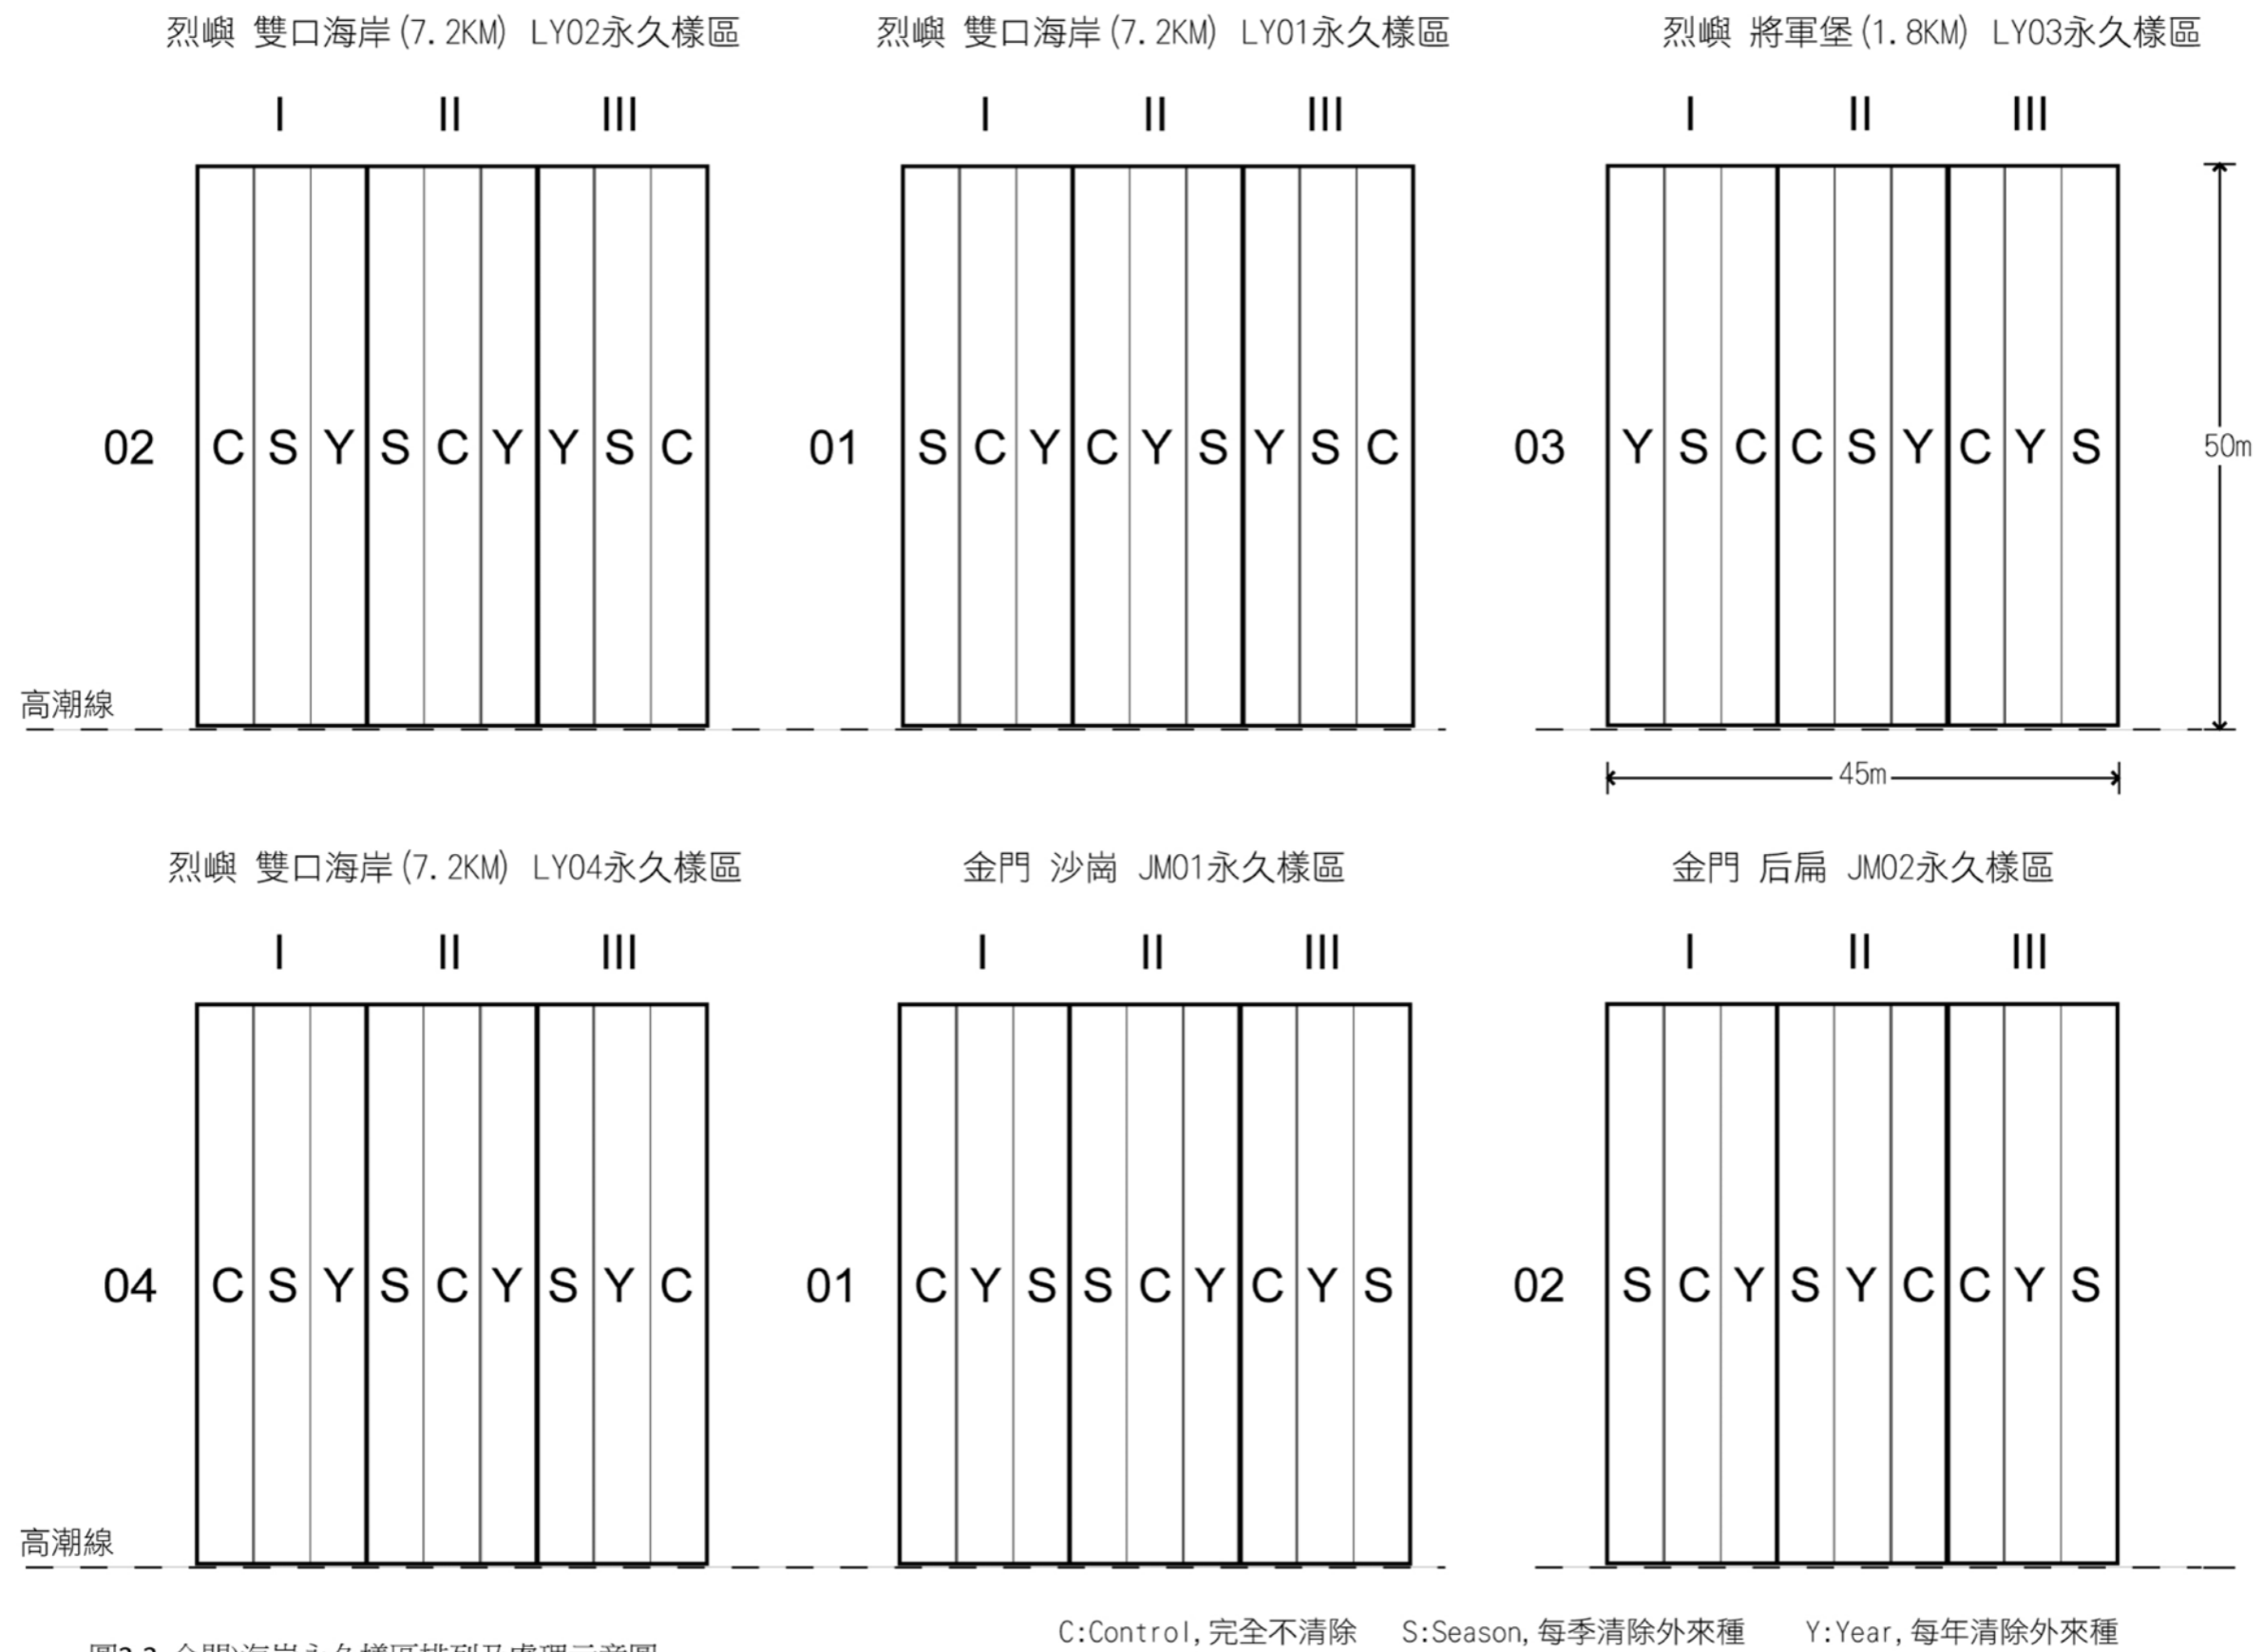 烈嶼 雙口海岸(7.2KM) LY02永久樣區
烈嶼 雙口海岸(7.2KM) LY01永久樣區
烈嶼 將軍堡(1.8KM) LY03永久樣區
I II III
I II III
I II III
02 C S Y S C Y Y S C
01 S C Y C Y S Y S C
03 Y S C C S Y C Y S
50m
高潮線
45m
烈嶼 雙口海岸(7.2KM) LY04永久樣區
金門 沙崗 JM01永久樣區
金門 后扁 JM02永久樣區
I II III
I II III
I II III
04 C S Y S C Y S Y C
01 C Y S S C Y C Y S
02 S C Y S Y C C Y S
高潮線
C:Control,完全不清除 S:Season,每季清除外來種 Y:Year,每年清除外來種